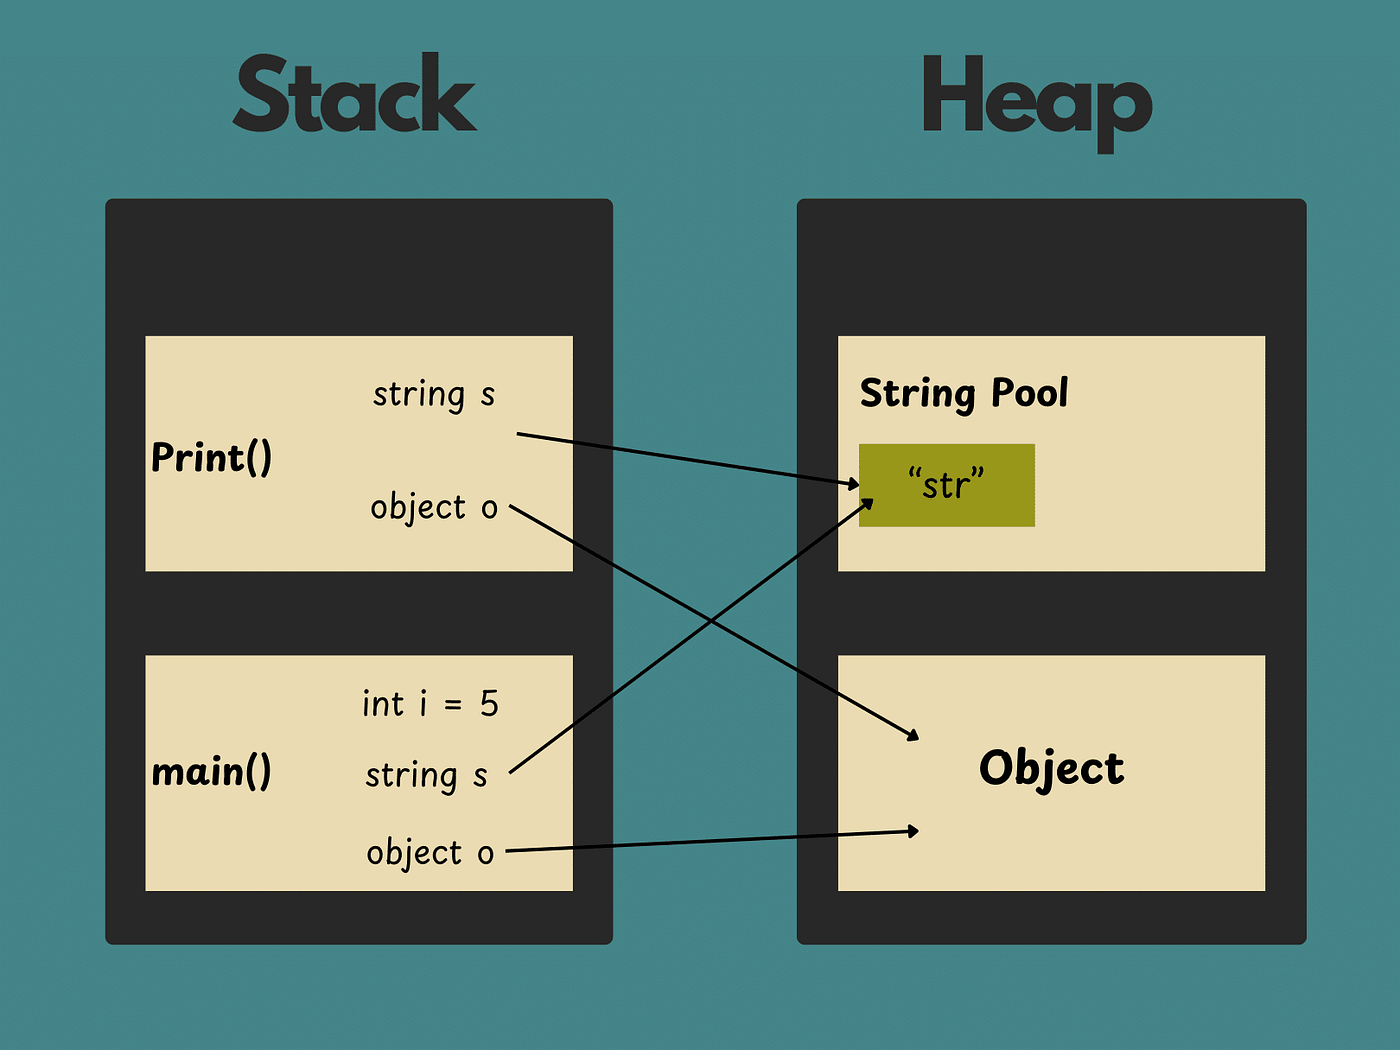 Stack
Heap
string s
Print()
object o
int i = 5
main()
string s
object o
String Pool
“str”
Object